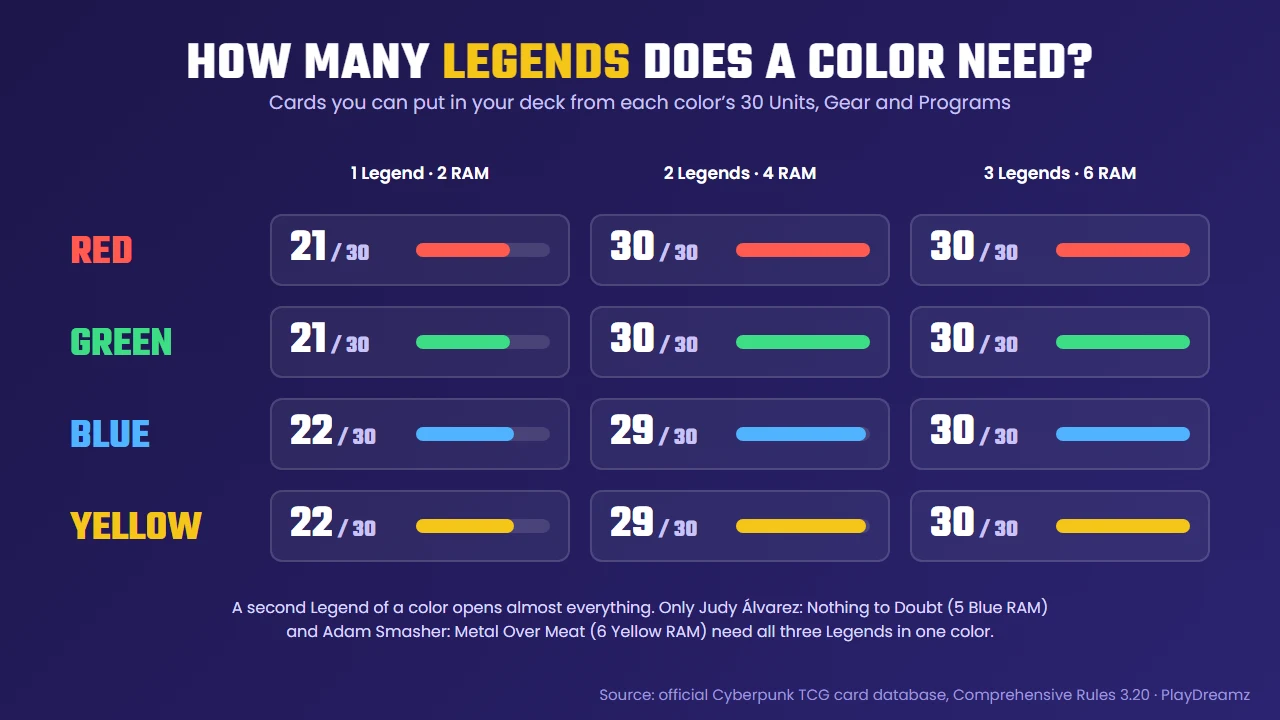 HOW MANY LEGENDS DOES A COLOR NEED?
Cards you can put in your deck from each color's 30 Units, Gear and Programs
1 Legend · 2 RAM
2 Legends · 4 RAM
3 Legends · 6 RAM
RED
21 / 30
30 / 30
30 / 30
GREEN
21 / 30
30 / 30
30 / 30
BLUE
22 / 30
29 / 30
30 / 30
YELLOW
22 / 30
29 / 30
30 / 30
A second Legend of a color opens almost everything. Only Judy Álvarez: Nothing to Doubt (5 Blue RAM)
and Adam Smasher: Metal Over Meat (6 Yellow RAM) need all three Legends in one color.
Source: official Cyberpunk TCG card database, Comprehensive Rules 3.20 · PlayDreamz